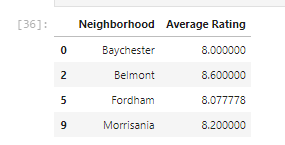 [36]:
Neighborhood Average Rating
0 Baychester 8.000000
2 Belmont 8.600000
5 Fordham 8.077778
9 Morrisania 8.200000